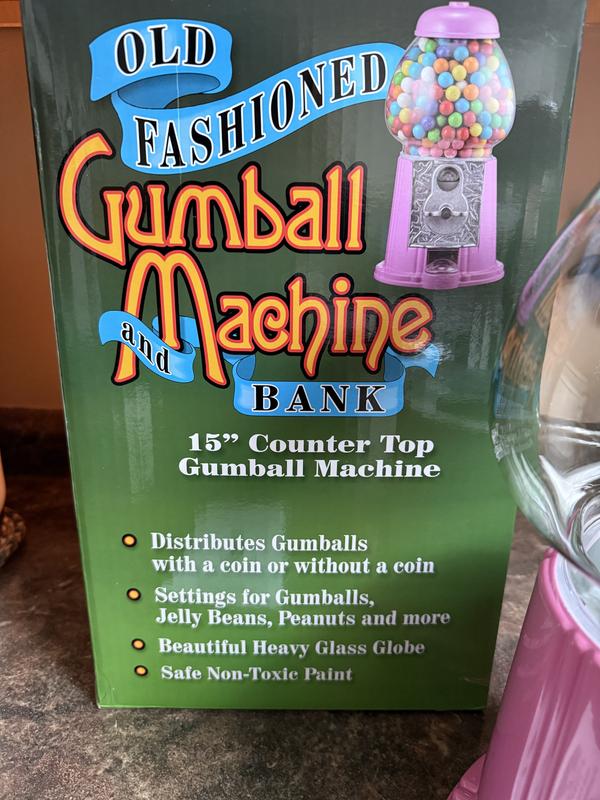 OLD
FASHIONED
Gumball
Machine
and
BANK
15” Counter Top
Gumball Machine
Distributes Gumballs
with a coin or without a coin
Settings for Gumballs,
Jelly Beans, Peanuts and more
Beautiful Heavy Glass Globe
Safe Non-Toxic Paint